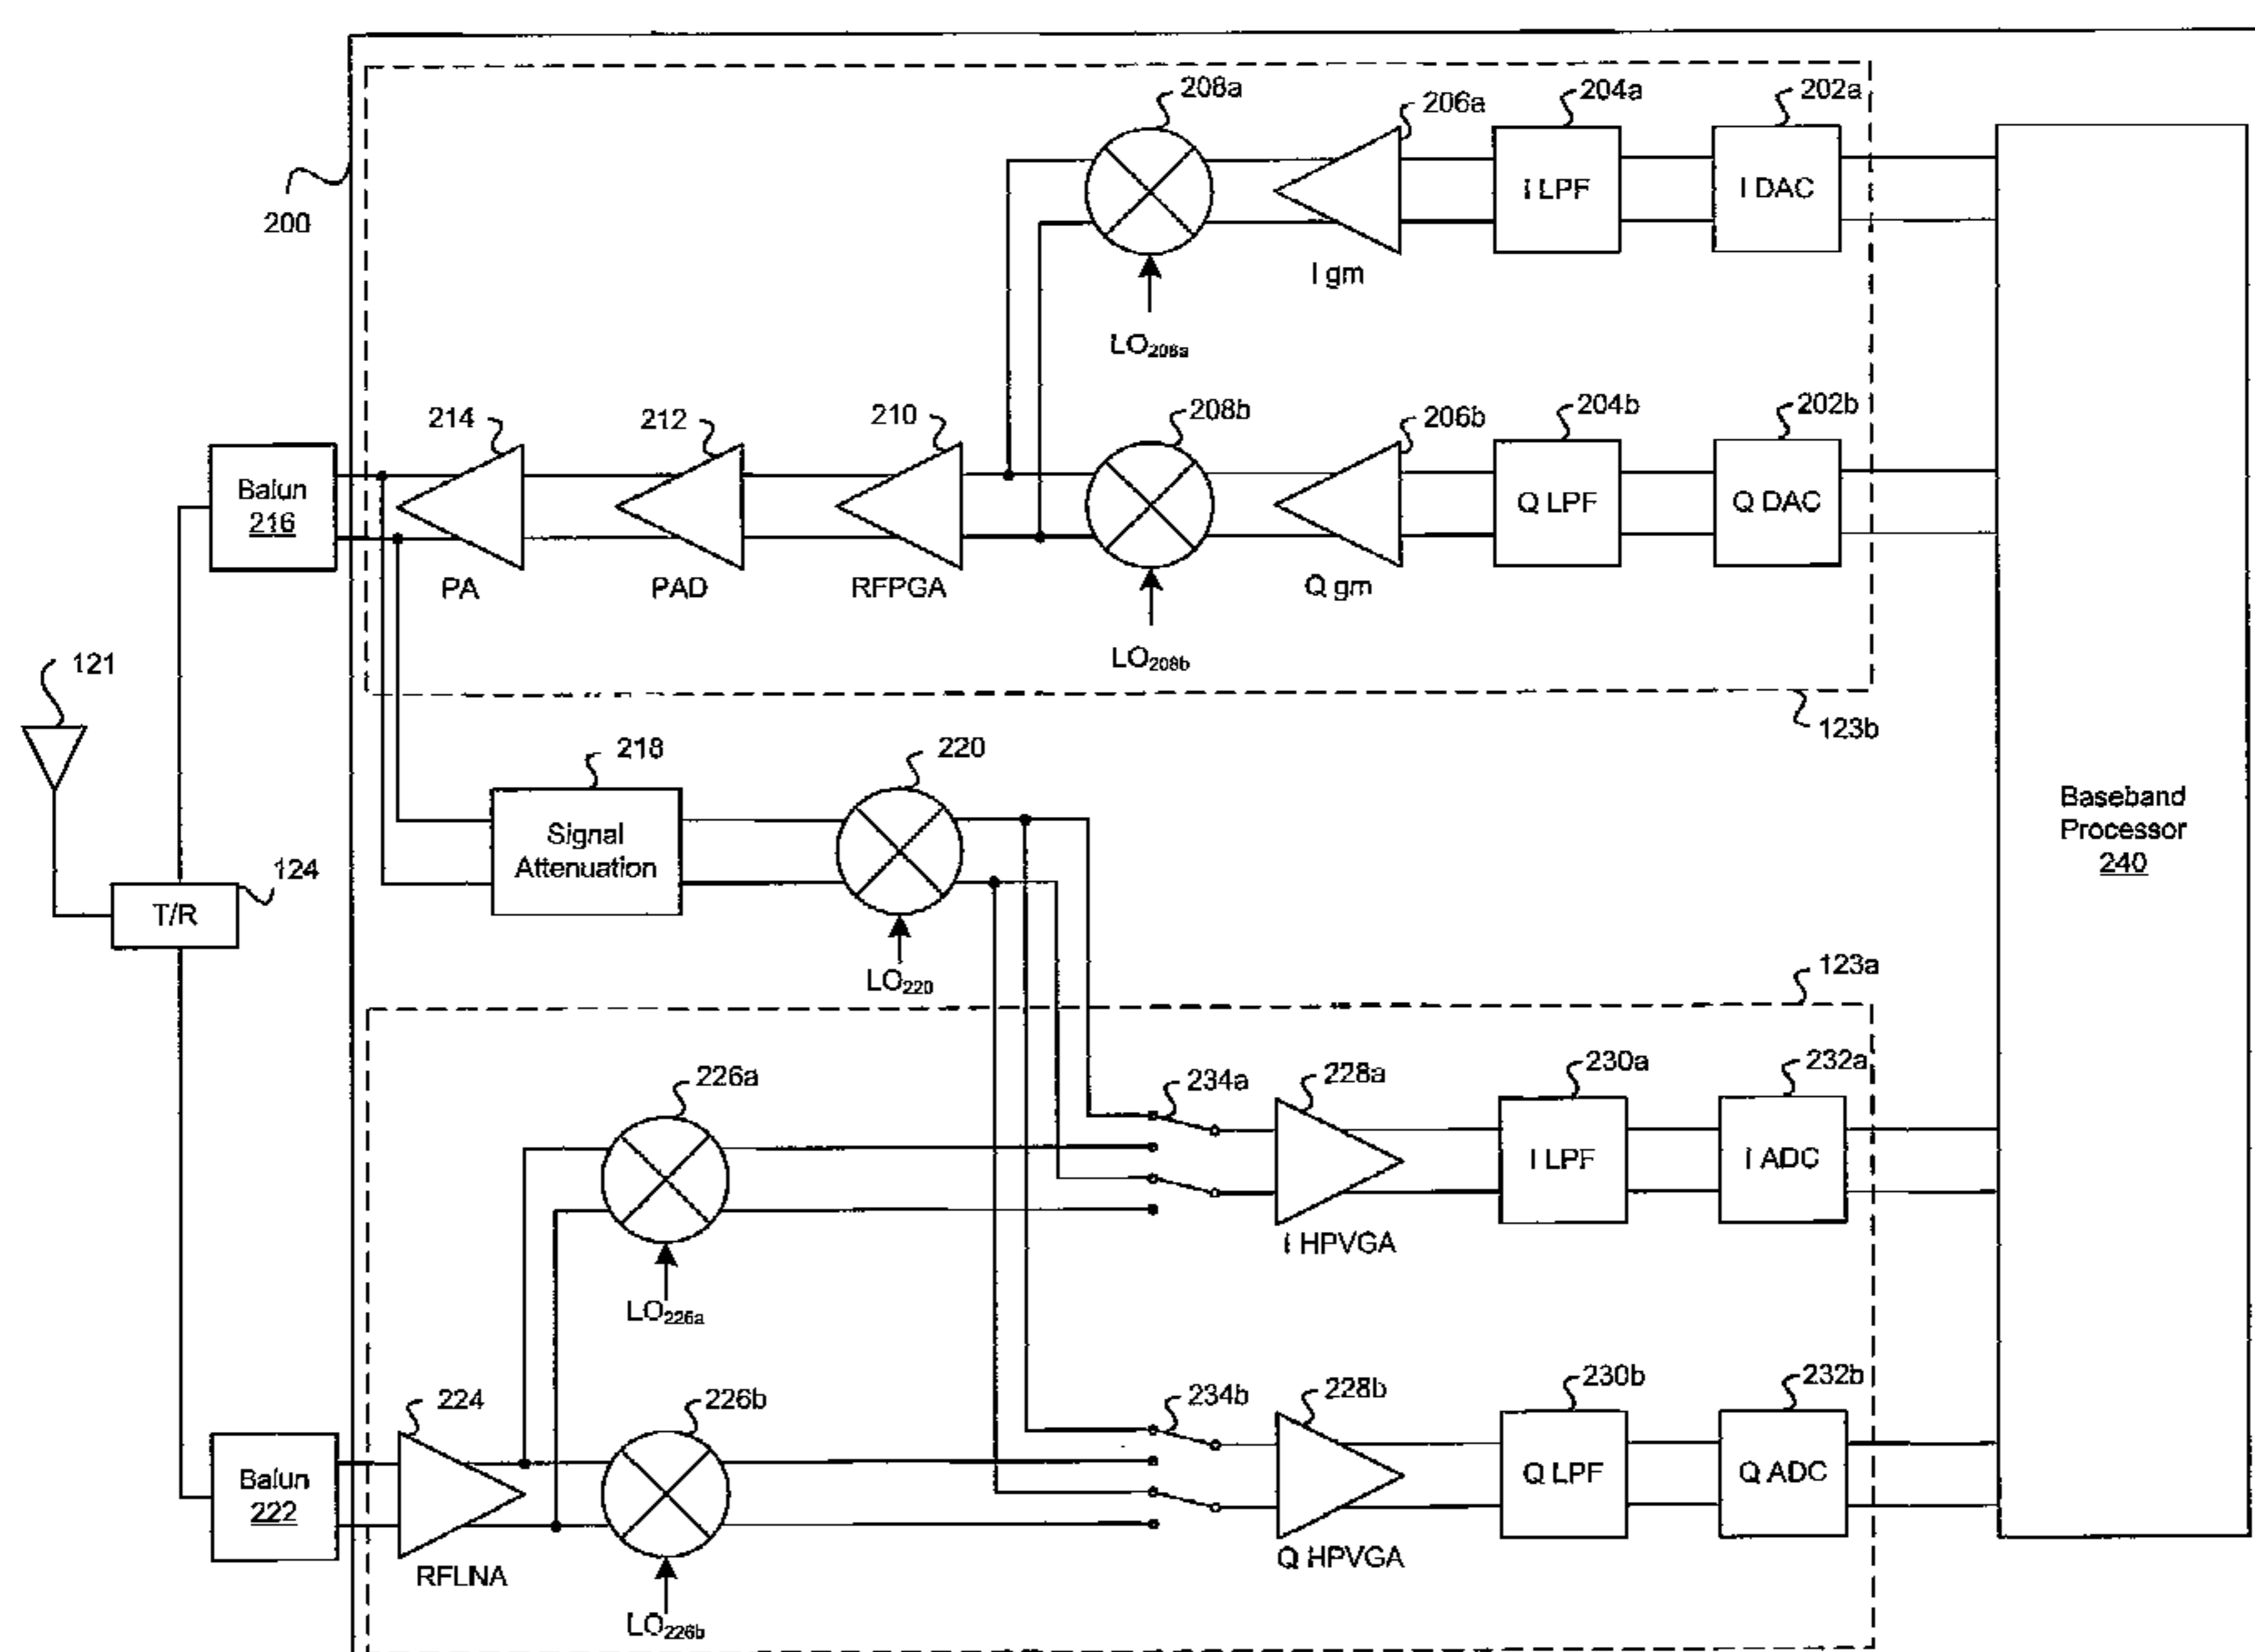 208a
206a
204a
202a
I LPF
I DAC
200
I gm
LO206a
214
212
210
208b
206b
204b
202b
Balun
216
Q LPF
Q DAC
PA
PAD
RFPGA
Q gm
LO208b
121
123b
218
220
Signal
Attenuation
Baseband
Processor
240
124
T/R
LO220
123a
226a
234a
228a
230a
232a
I LPF
I ADC
I HPVGA
LO226a
224
226b
234b
228b
230b
232b
Balun
222
Q LPF
Q ADC
RFLNA
Q HPVGA
LO226b